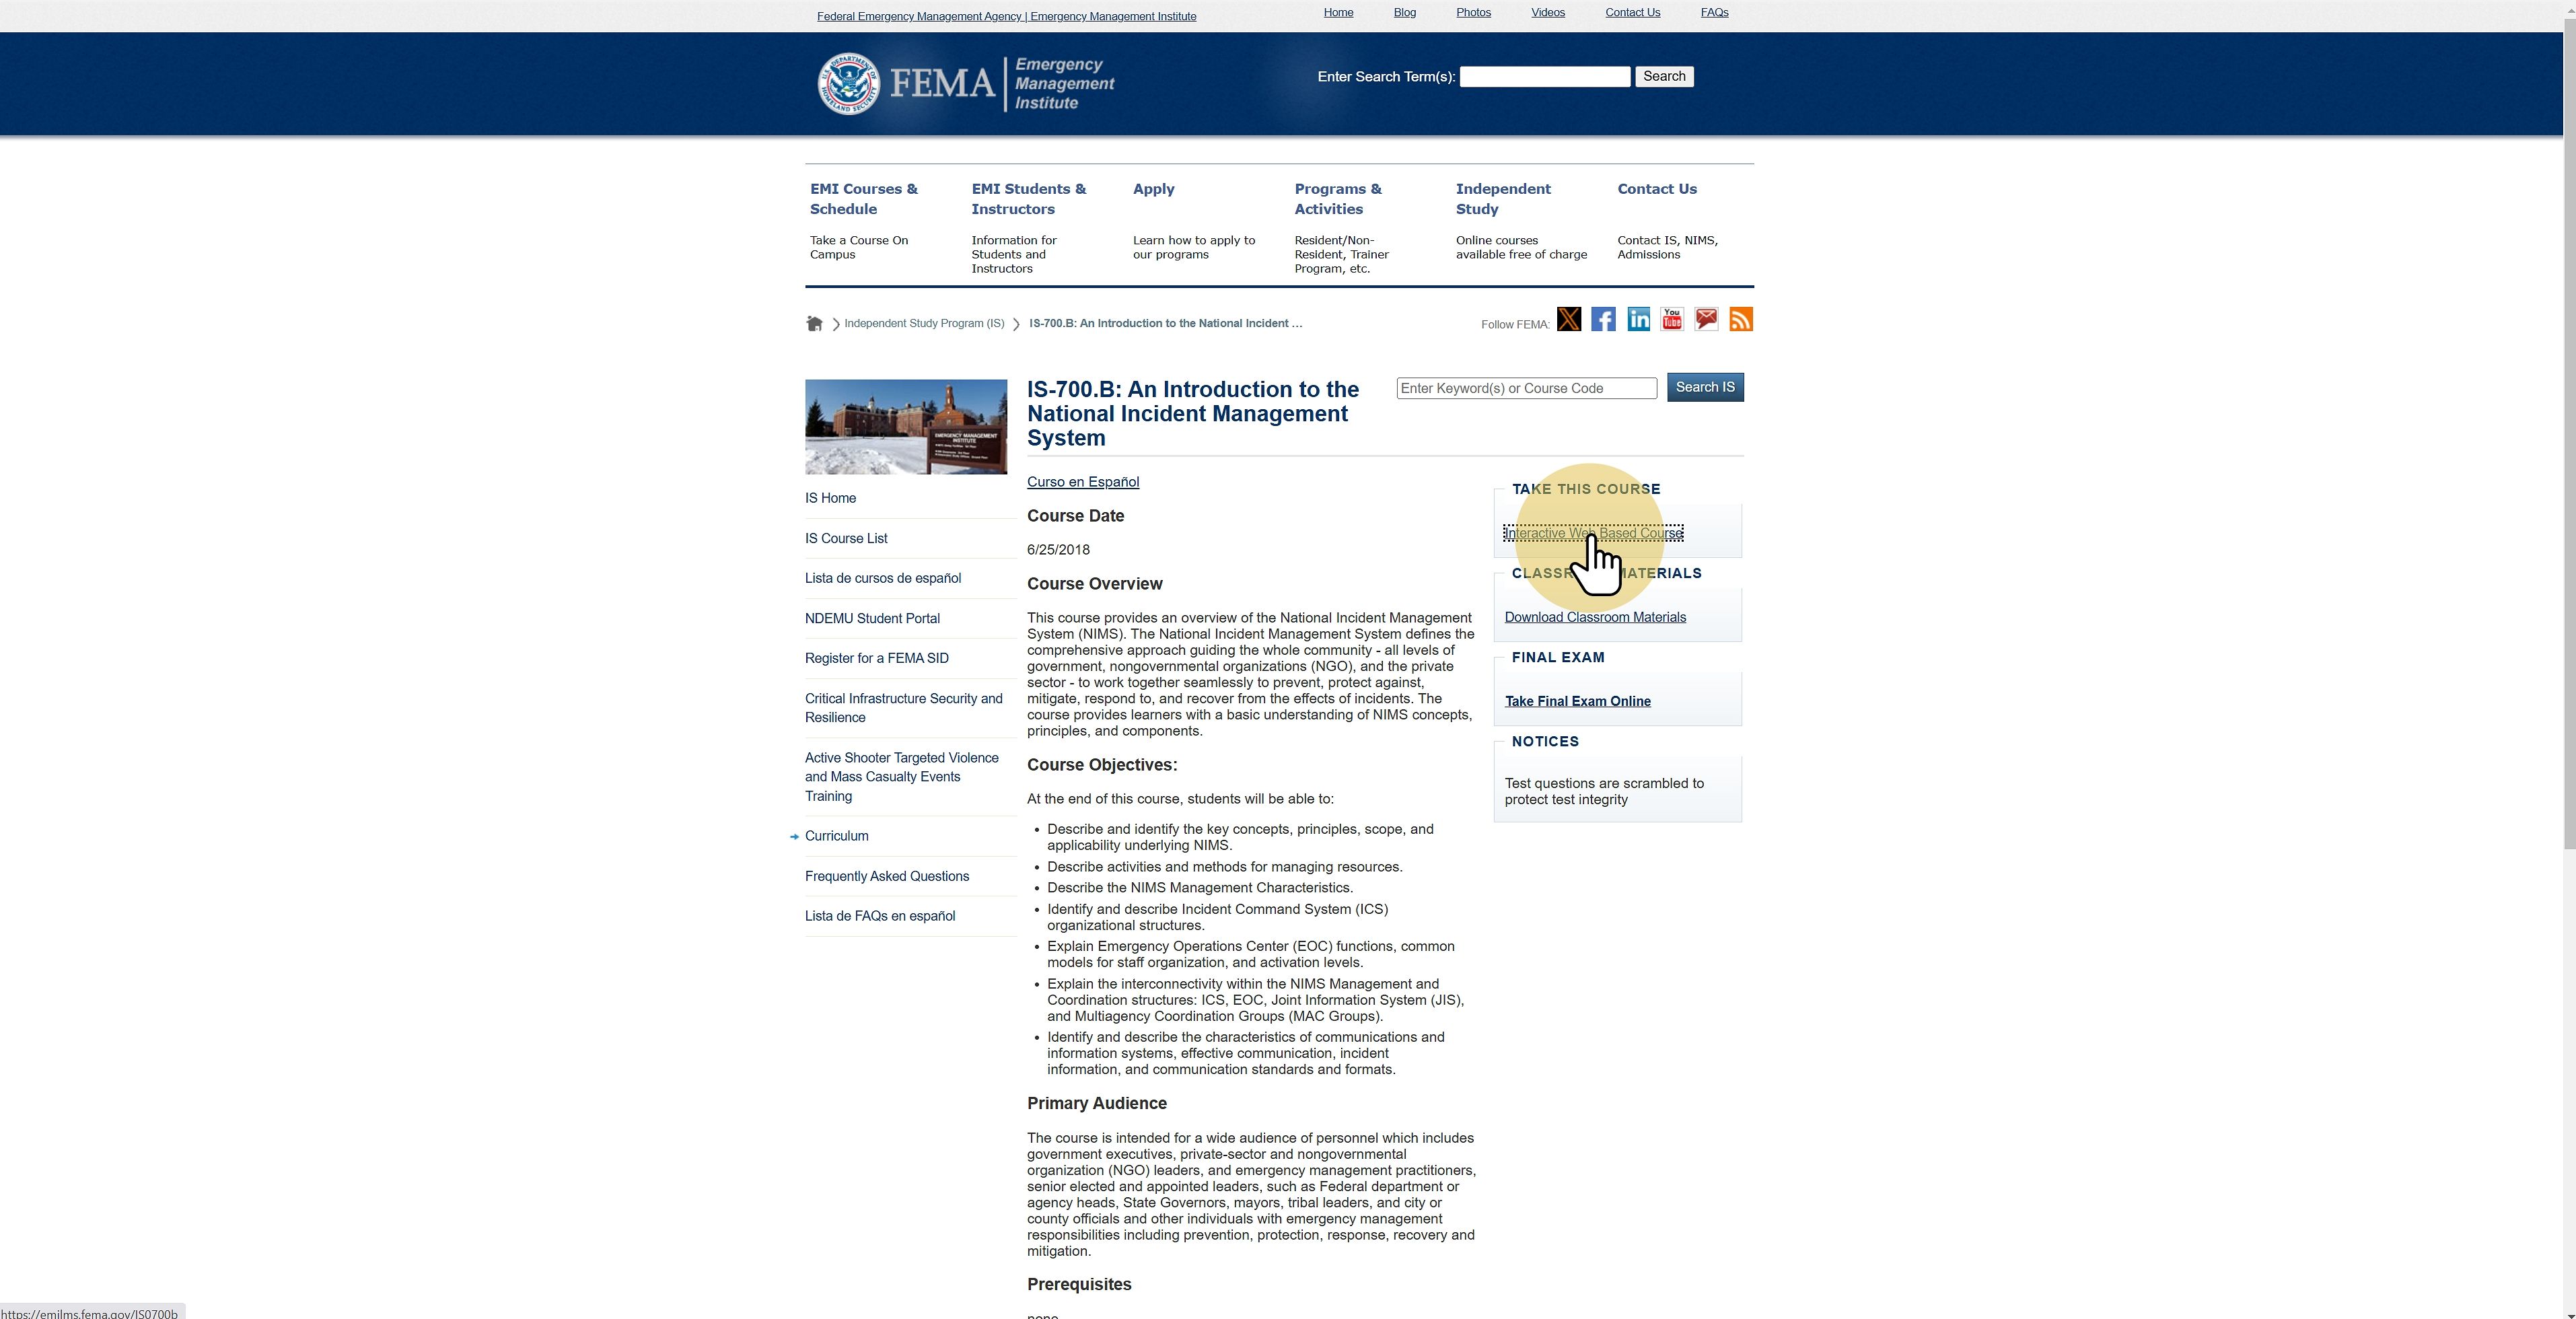 Federal Emergency Management Agency | Emergency Management Institute
Home
Blog
Photos
Videos
Contact Us
FAQs
FEMA
Emergency
Management
Institute
Enter Search Term(s):
Search
EMI Courses &
Schedule
Take a Course On
Campus
EMI Students &
Instructors
Information for
Students and
Instructors
Apply
Learn how to apply to
our programs
Programs &
Activities
Resident/Non-
Resident, Trainer
Program, etc.
Independent
Study
Online courses
available free of charge
Contact Us
Contact IS, NIMS,
Admissions
Independent Study Program (IS)
IS-700.B: An Introduction to the National Incident ...
Follow FEMA:
X
f
in
You
Tube
EMERGENCY MANAGEMENT
INSTITUTE
IS Home
IS Course List
Lista de cursos de español
NDEMU Student Portal
Register for a FEMA SID
Critical Infrastructure Security and
Resilience
Active Shooter Targeted Violence
and Mass Casualty Events
Training
Curriculum
Frequently Asked Questions
Lista de FAQs en español
IS-700.B: An Introduction to the
National Incident Management
System
Enter Keyword(s) or Course Code
Search IS
Curso en Español
Course Date
6/25/2018
Course Overview
This course provides an overview of the National Incident Management
System (NIMS). The National Incident Management System defines the
comprehensive approach guiding the whole community - all levels of
government, nongovernmental organizations (NGO), and the private
sector - to work together seamlessly to prevent, protect against,
mitigate, respond to, and recover from the effects of incidents. The
course provides learners with a basic understanding of NIMS concepts,
principles, and components.
Course Objectives:
At the end of this course, students will be able to:
• Describe and identify the key concepts, principles, scope, and
applicability underlying NIMS.
• Describe activities and methods for managing resources.
• Describe the NIMS Management Characteristics.
• Identify and describe Incident Command System (ICS)
organizational structures.
• Explain Emergency Operations Center (EOC) functions, common
models for staff organization, and activation levels.
• Explain the interconnectivity within the NIMS Management and
Coordination structures: ICS, EOC, Joint Information System (JIS),
and Multiagency Coordination Groups (MAC Groups).
• Identify and describe the characteristics of communications and
information systems, effective communication, incident
information, and communication standards and formats.
Primary Audience
The course is intended for a wide audience of personnel which includes
government executives, private-sector and nongovernmental
organization (NGO) leaders, and emergency management practitioners,
senior elected and appointed leaders, such as Federal department or
agency heads, State Governors, mayors, tribal leaders, and city or
county officials and other individuals with emergency management
responsibilities including prevention, protection, response, recovery and
mitigation.
Prerequisites
none
TAKE THIS COURSE
Interactive Web Based Course
CLASSROOM MATERIALS
Download Classroom Materials
FINAL EXAM
Take Final Exam Online
NOTICES
Test questions are scrambled to
protect test integrity
https://emilms.fema.gov/IS0700b